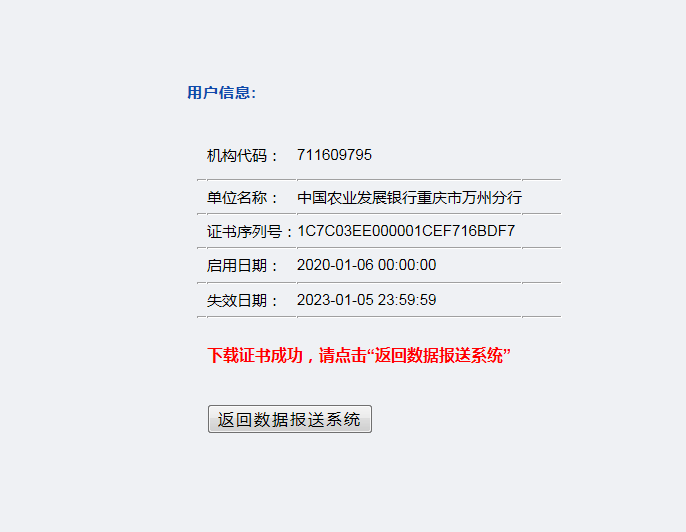 用户信息:
机构代码： 711609795
单位名称： 中国农业发展银行重庆市万州分行
证书序列号：1C7C03EE000001CEF716BDF7
启用日期： 2020-01-06 00:00:00
失效日期： 2023-01-05 23:59:59
下载证书成功，请点击“返回数据报送系统”
返回数据报送系统